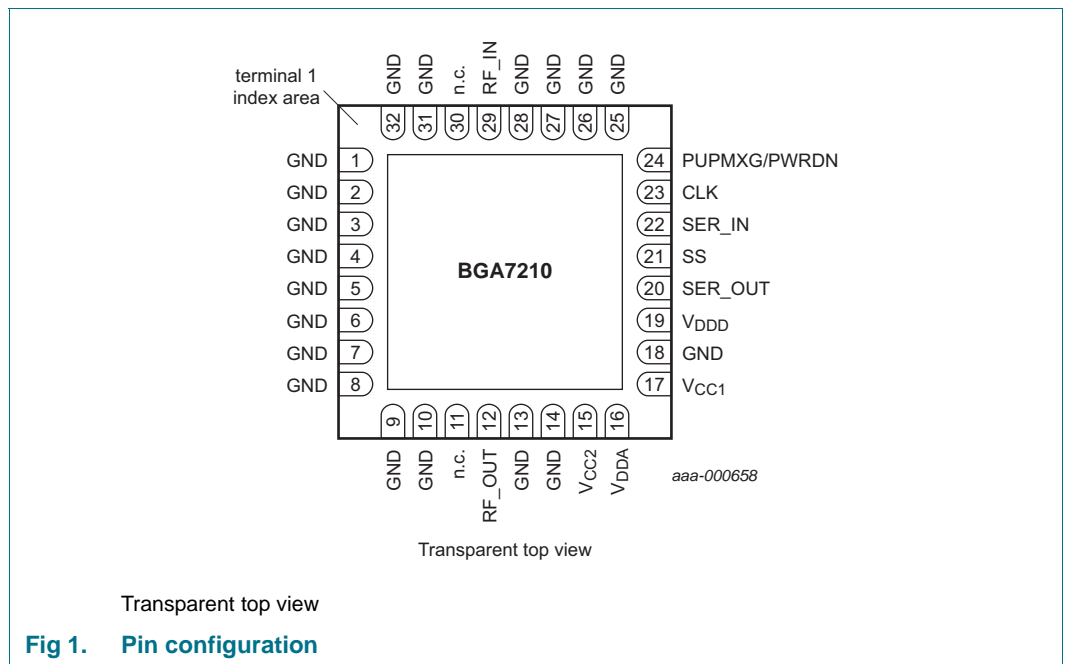 GND GND n.c. RF_IN GND GND GND GND
terminal 1
index area
32 31 30 29 28 27 26 25
GND 1 24 PUPMXG/PWRDN
GND 2 23 CLK
GND 3 22 SER_IN
GND 4 21 SS
BGA7210
GND 5 20 SER_OUT
GND 6 19 VDDD
GND 7 18 GND
GND 8 17 VCC1
9 10 11 12 13 14 15 16
GND GND n.c. RF_OUT GND GND VCC2 VDDA
aaa-000658
Transparent top view
Transparent top view
Fig 1. Pin configuration